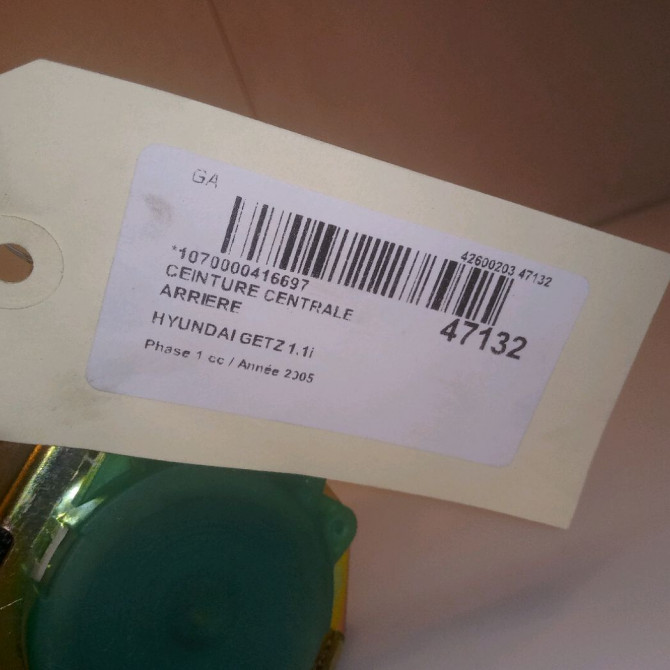 GA
42600203 47132
*1070000416697
CEINTURE CENTRALE
ARRIERE
47132
HYUNDAI GETZ 1.1i
Phase 1 cc / Année 2005